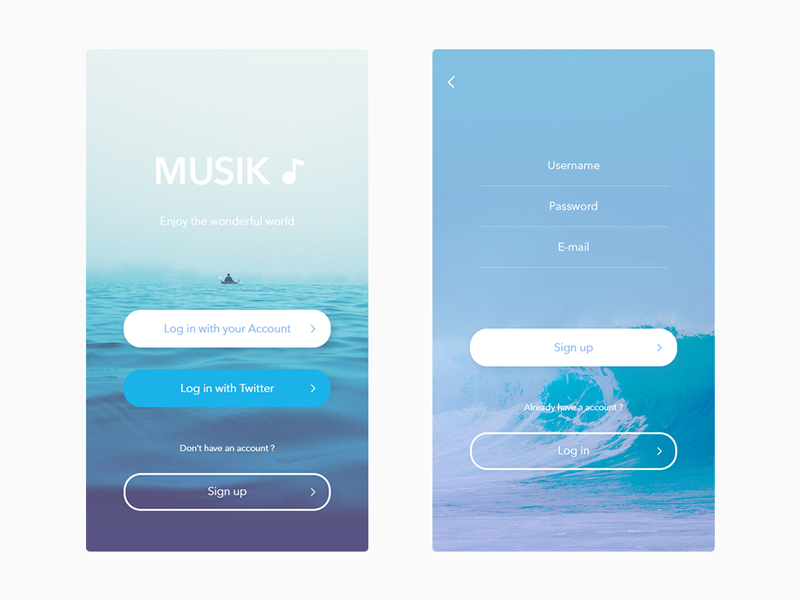 MUSIK
Enjoy the wonderful world
Log in with your Account
Log in with Twitter
Don't have an account ?
Sign up
Username
Password
E-mail
Sign up
Already have a account ?
Log in